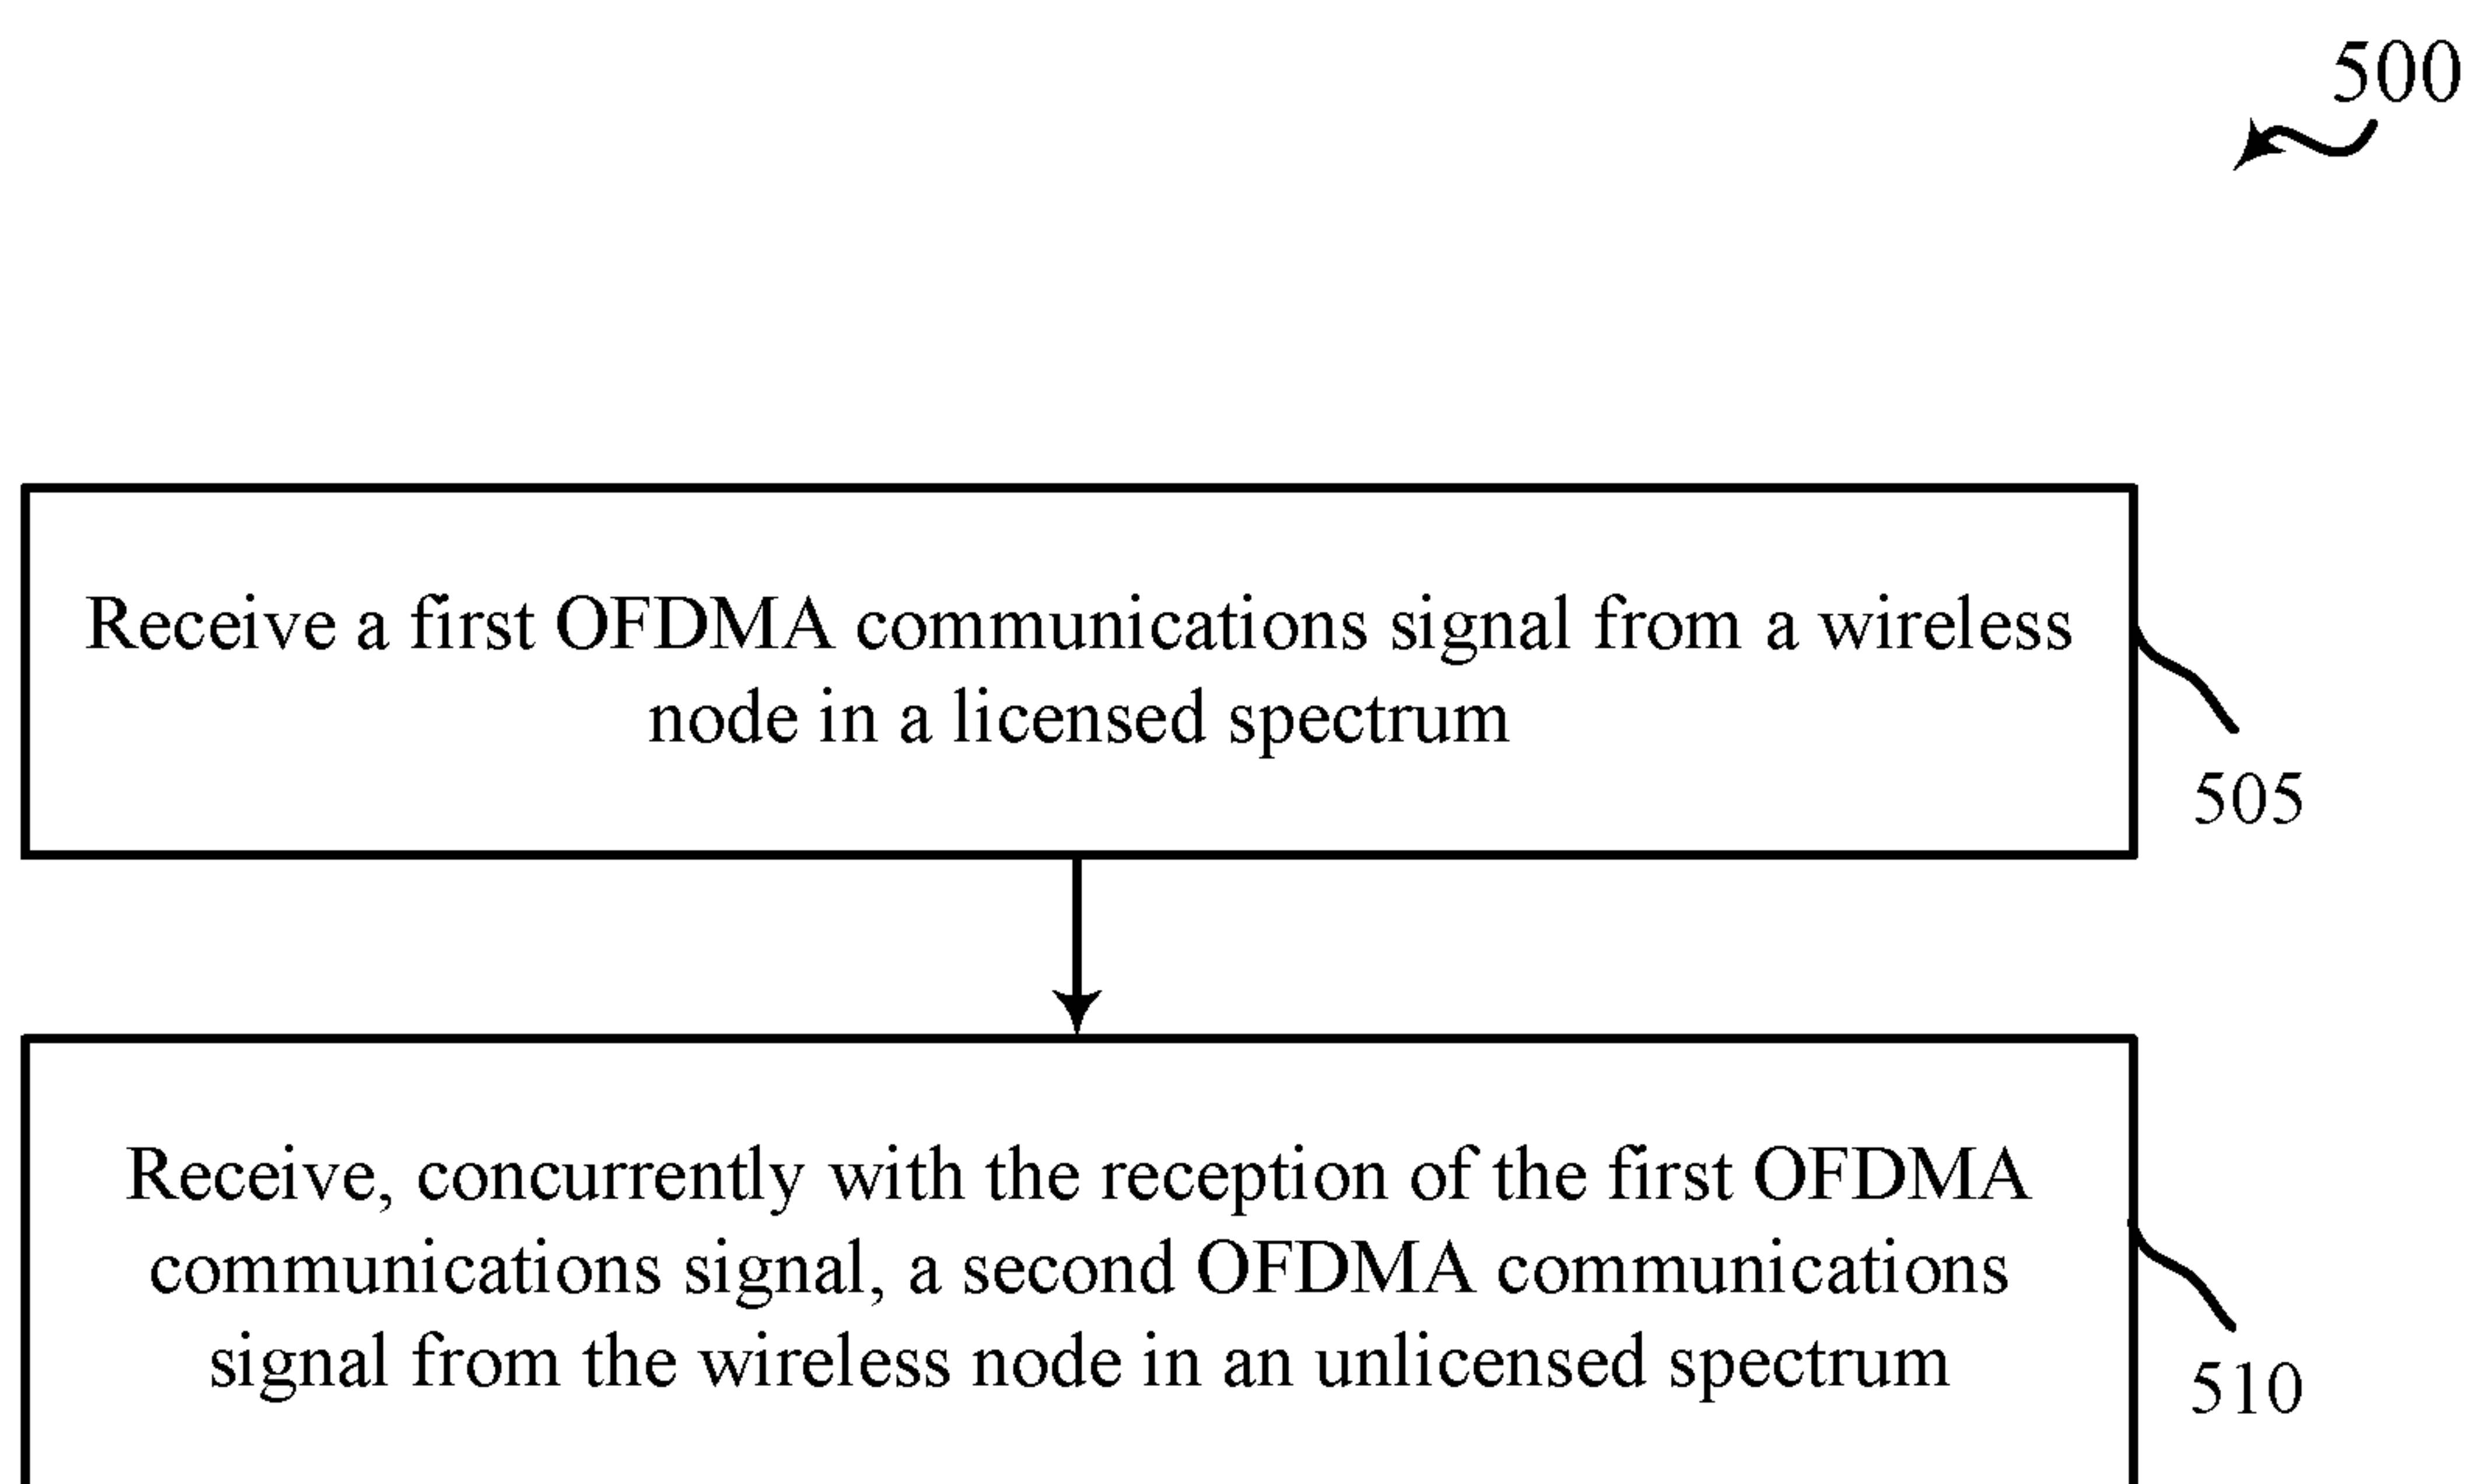 500
Receive a first OFDMA communications signal from a wireless
node in a licensed spectrum
505
Receive, concurrently with the reception of the first OFDMA
communications signal, a second OFDMA communications
signal from the wireless node in an unlicensed spectrum
510